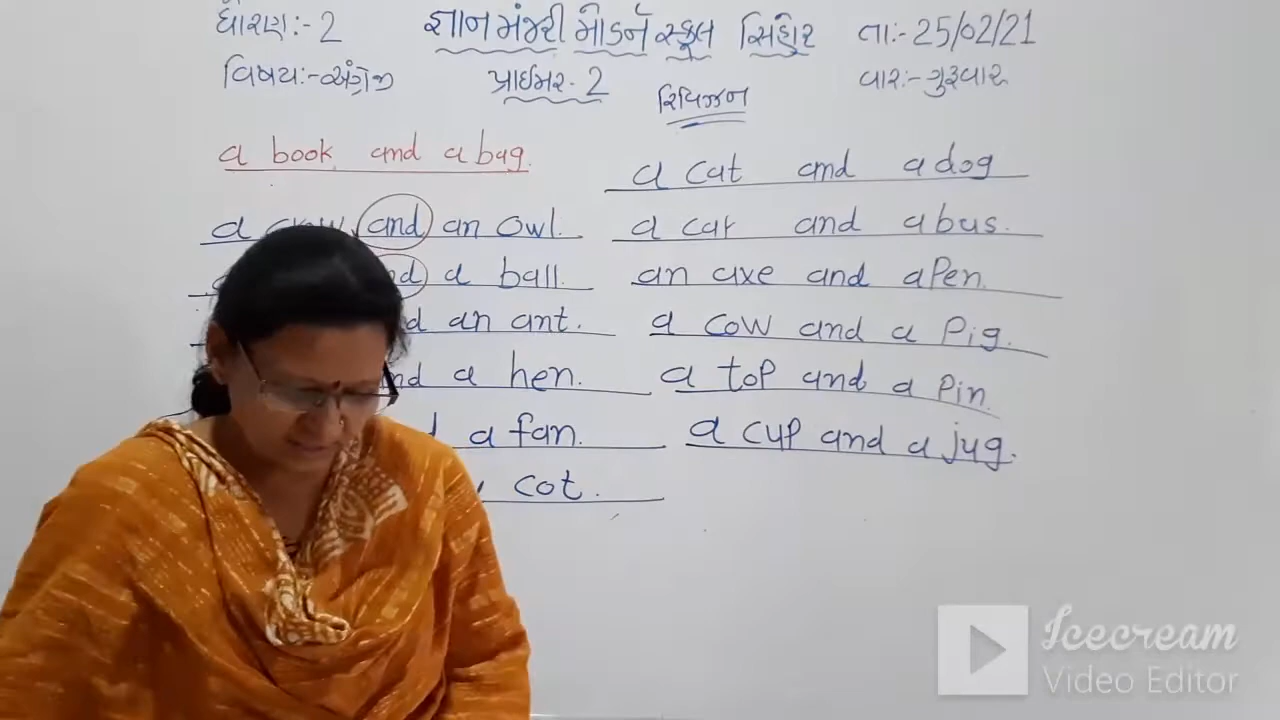 ધોરણ:- 2 જ્ઞાન મંજરી મોડર્ન સ્કૂલ સિહોર તા:- 25/02/21
વિષય:- અંગ્રેજી પ્રાઈમર- 2 વાર:- ગુરૂવાર
રિવિઝન
a book and a bag.
a and an owl.
a ball.
an ant.
a hen.
a fan.
cot.
a cat and a dog
a car and a bus.
an axe and a Pen.
a cow and a Pig.
a top and a Pin.
a cup and a jug.
Icecream
Video Editor